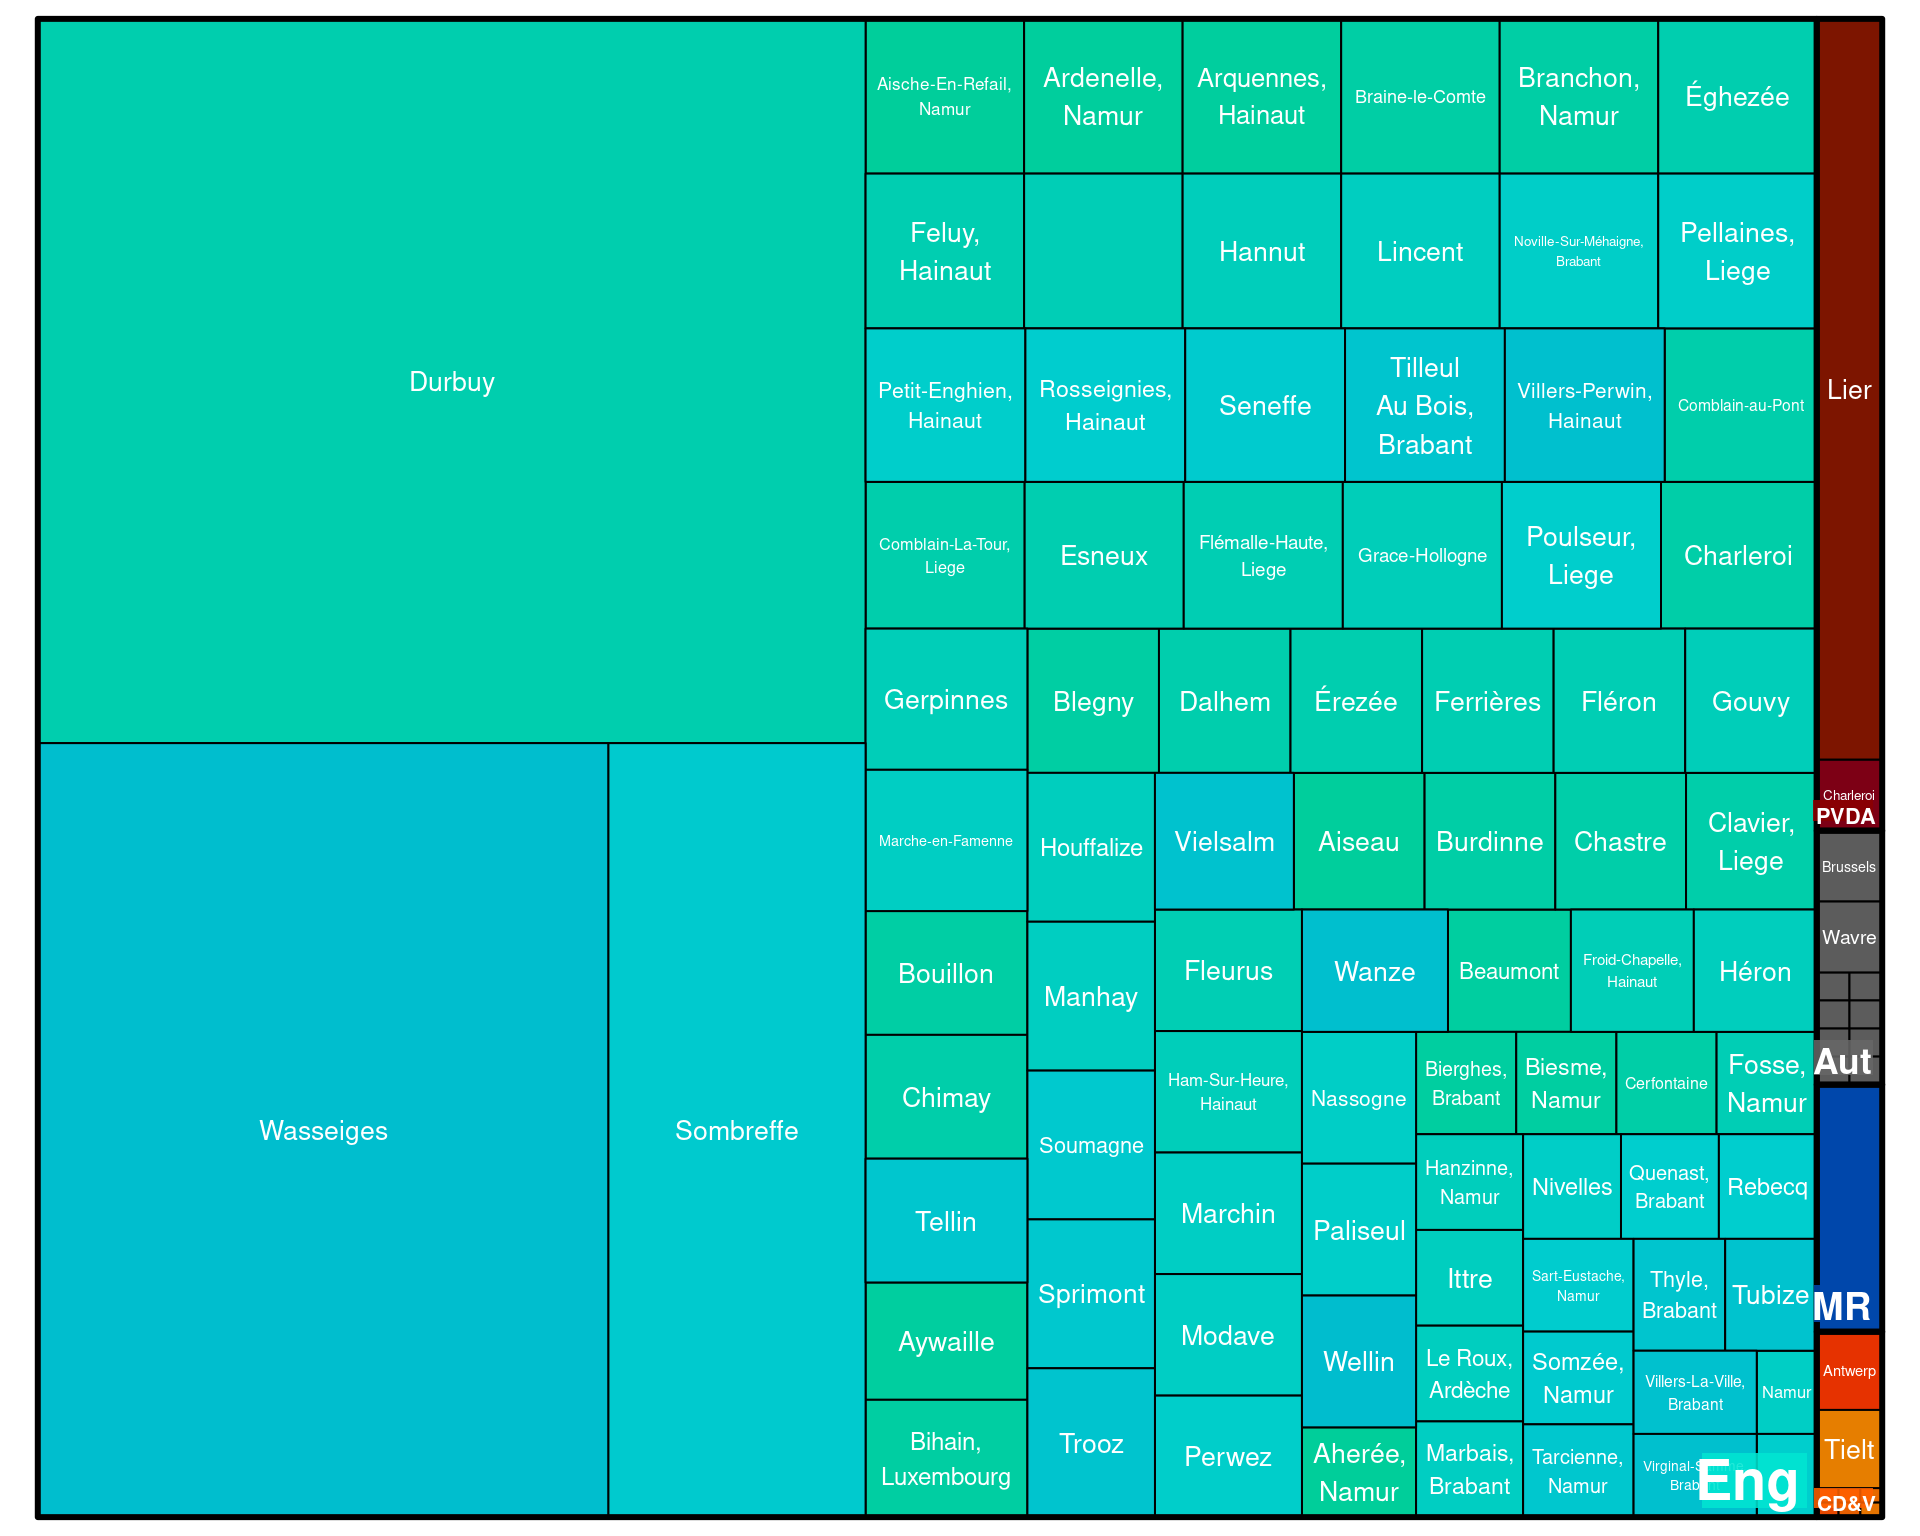 Durbuy
Wasseiges
Sombreffe
Aische-En-Refail,
Namur
Ardenelle,
Namur
Arquennes,
Hainaut
Braine-le-Comte
Branchon,
Namur
Éghezée
Feluy,
Hainaut
Hannut
Lincent
Noville-Sur-Méhaigne,
Brabant
Pellaines,
Liege
Petit-Enghien,
Hainaut
Rosseignies,
Hainaut
Seneffe
Tilleul
Au Bois,
Brabant
Villers-Perwin,
Hainaut
Comblain-au-Pont
Comblain-La-Tour,
Liege
Esneux
Flémalle-Haute,
Liege
Grace-Hollogne
Poulseur,
Liege
Charleroi
Gerpinnes
Blegny
Dalhem
Érezée
Ferrières
Fléron
Gouvy
Marche-en-Famenne
Houffalize
Vielsalm
Aiseau
Burdinne
Chastre
Clavier,
Liege
Bouillon
Manhay
Fleurus
Wanze
Beaumont
Froid-Chapelle,
Hainaut
Héron
Chimay
Soumagne
Ham-Sur-Heure,
Hainaut
Nassogne
Bierghes,
Brabant
Biesme,
Namur
Cerfontaine
Fosse,
Namur
Tellin
Sprimont
Marchin
Paliseul
Hanzinne,
Namur
Nivelles
Quenast,
Brabant
Rebecq
Aywaille
Modave
Wellin
Ittre
Sart-Eustache,
Namur
Thyle,
Brabant
Tubize
Bihain,
Luxembourg
Trooz
Perwez
Aherée,
Namur
Le Roux,
Ardèche
Somzée,
Namur
Villers-La-Ville,
Brabant
Namur
Marbais,
Brabant
Tarcienne,
Namur
Eng
Lier
Charleroi
PVDA
Brussels
Wavre
Aut
MR
Antwerp
Tielt
CD&V